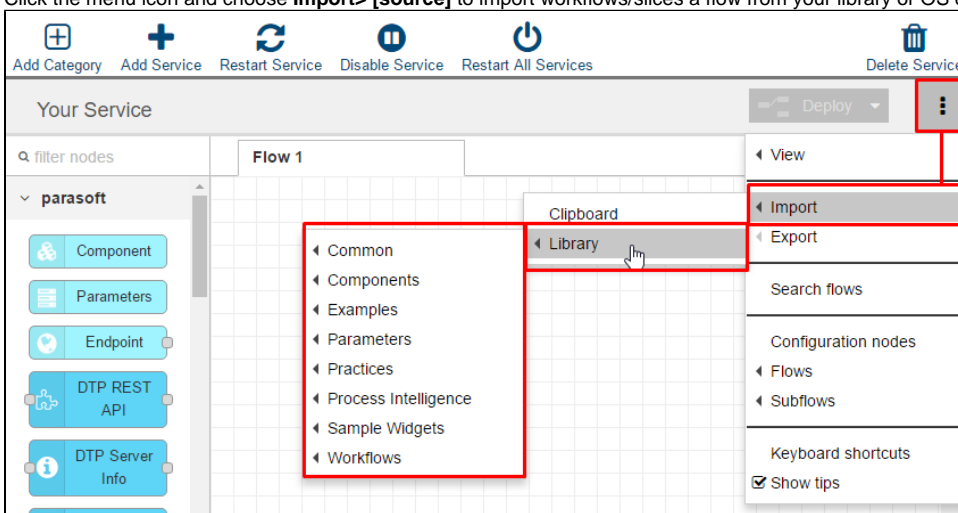 Click the menu icon and choose Import> [source] to import workflows/slices a flow from your library or OS
Add Category Add Service Restart Service Disable Service Restart All Services Delete Service
Your Service
Deploy
filter nodes
Flow 1
View
parasoft
Import
Export
Clipboard
Library
Common
Components
Examples
Parameters
Practices
Process Intelligence
Sample Widgets
Workflows
Search flows
Configuration nodes
Flows
Subflows
Keyboard shortcuts
Show tips
Component
Parameters
Endpoint
DTP REST
API
DTP Server
Info